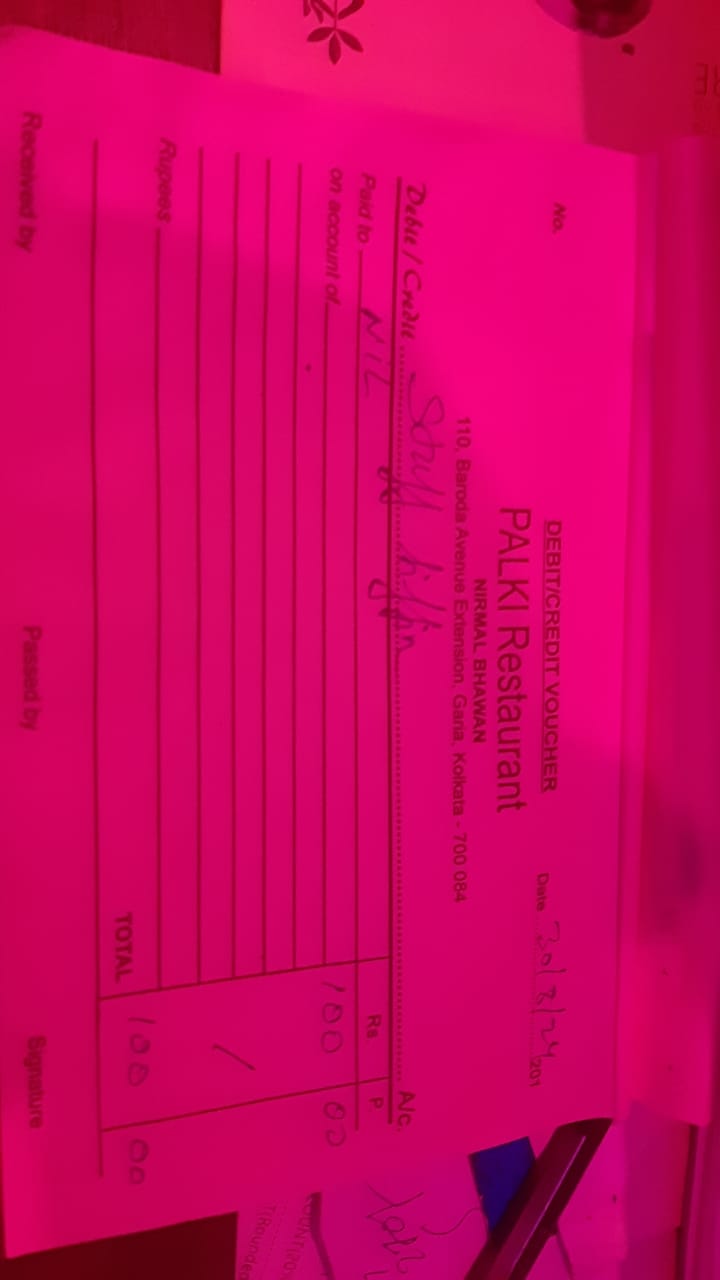 DEBIT/CREDIT VOUCHER
No.
Date 30/8/24 201
PALKI Restaurant
NIRMAL BHAWAN
110, Baroda Avenue Extension, Garia, Kolkata - 700 084
Debit / Credit Staff tiffin A/c.
Paid to NIL Rs P
on account of 100 00
Rupees
TOTAL 100 00
Received by Passed by Signature